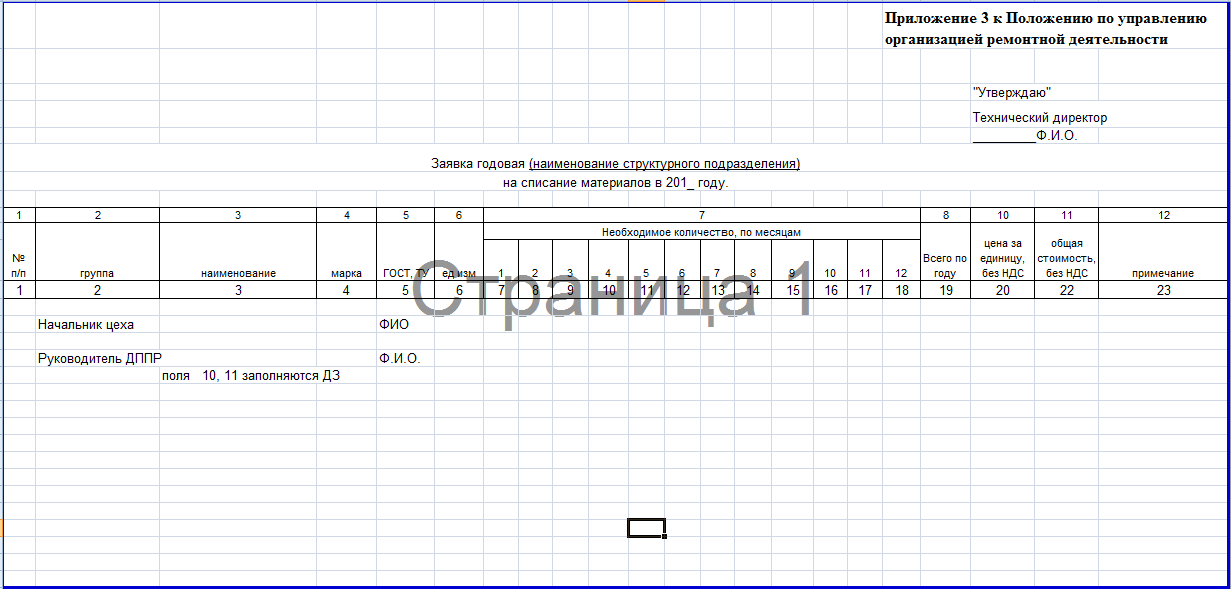 Приложение 3 к Положению по управлению
организацией ремонтной деятельности
"Утверждаю"
Технический директор
_________Ф.И.О.
Заявка годовая (наименование структурного подразделения)
на списание материалов в 201_ году.
1 2 3 4 5 6 7 8 10 11 12
Необходимое количество, по месяцам
№ п/п группа наименование марка ГОСТ, ТУ ед изм 1 2 3 4 5 6 7 8 9 10 11 12 Всего по году цена за единицу, без НДС общая стоимость, без НДС примечание
1 2 3 4 5 6 7 8 9 10 11 12 13 14 15 16 17 18 19 20 22 23
Страница 1
Начальник цеха ФИО
Руководитель ДППР Ф.И.О.
поля 10, 11 заполняются ДЗ